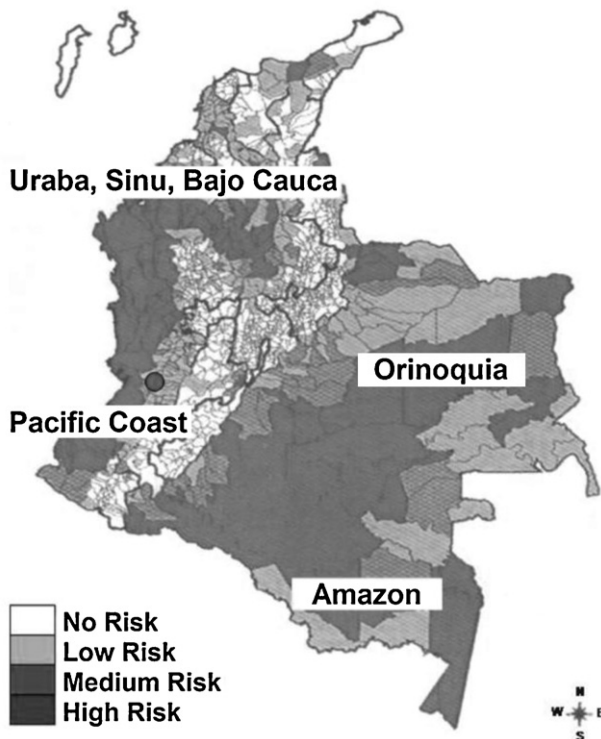 Uraba, Sinu, Bajo Cauca
Orinoquia
Pacific Coast
Amazon
No Risk
Low Risk
Medium Risk
High Risk
N
W E
S